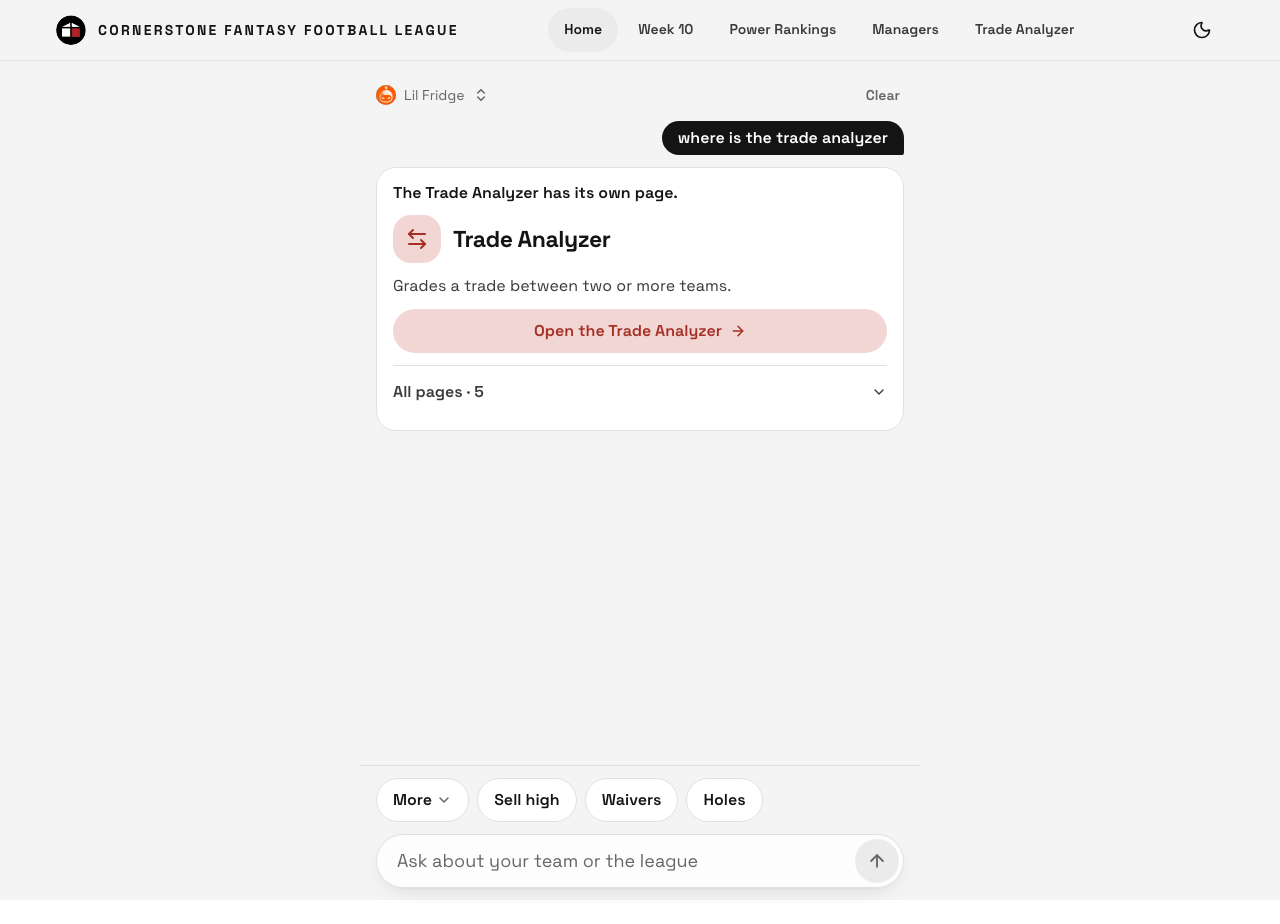 CORNERSTONE FANTASY FOOTBALL LEAGUE
Home
Week 10
Power Rankings
Managers
Trade Analyzer
Lil Fridge
Clear
where is the trade analyzer
The Trade Analyzer has its own page.
Trade Analyzer
Grades a trade between two or more teams.
Open the Trade Analyzer →
All pages · 5
More
Sell high
Waivers
Holes
Ask about your team or the league